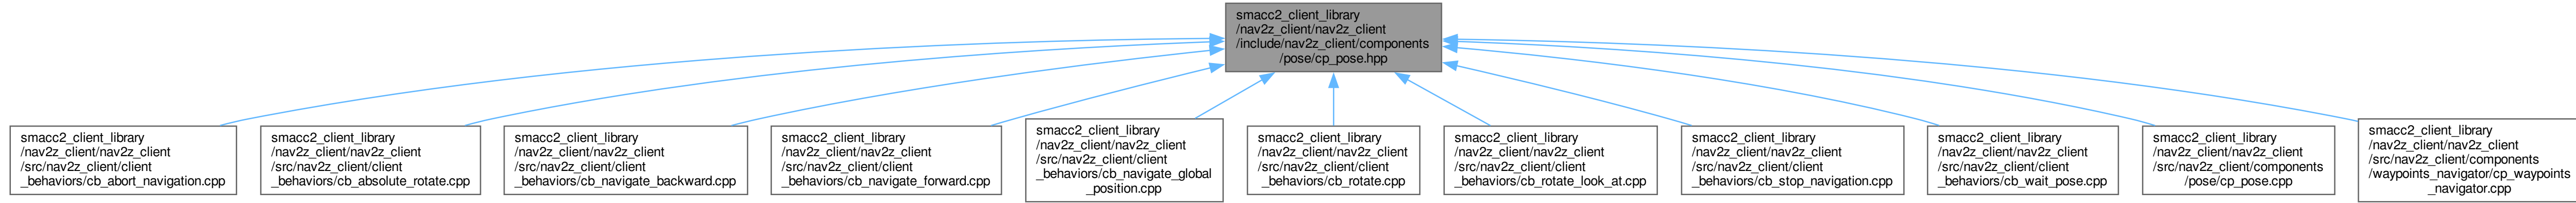 smacc2_client_library
/nav2z_client/nav2z_client
/include/nav2z_client/components
/pose/cp_pose.hpp
smacc2_client_library
/nav2z_client/nav2z_client
/src/nav2z_client/client
_behaviors/cb_abort_navigation.cpp
smacc2_client_library
/nav2z_client/nav2z_client
/src/nav2z_client/client
_behaviors/cb_absolute_rotate.cpp
smacc2_client_library
/nav2z_client/nav2z_client
/src/nav2z_client/client
_behaviors/cb_navigate_backward.cpp
smacc2_client_library
/nav2z_client/nav2z_client
/src/nav2z_client/client
_behaviors/cb_navigate_forward.cpp
smacc2_client_library
/nav2z_client/nav2z_client
/src/nav2z_client/client
_behaviors/cb_navigate_global
_position.cpp
smacc2_client_library
/nav2z_client/nav2z_client
/src/nav2z_client/client
_behaviors/cb_rotate.cpp
smacc2_client_library
/nav2z_client/nav2z_client
/src/nav2z_client/client
_behaviors/cb_rotate_look_at.cpp
smacc2_client_library
/nav2z_client/nav2z_client
/src/nav2z_client/client
_behaviors/cb_stop_navigation.cpp
smacc2_client_library
/nav2z_client/nav2z_client
/src/nav2z_client/client
_behaviors/cb_wait_pose.cpp
smacc2_client_library
/nav2z_client/nav2z_client
/src/nav2z_client/components
/pose/cp_pose.cpp
smacc2_client_library
/nav2z_client/nav2z_client
/src/nav2z_client/components
/waypoints_navigator/cp_waypoints
_navigator.cpp